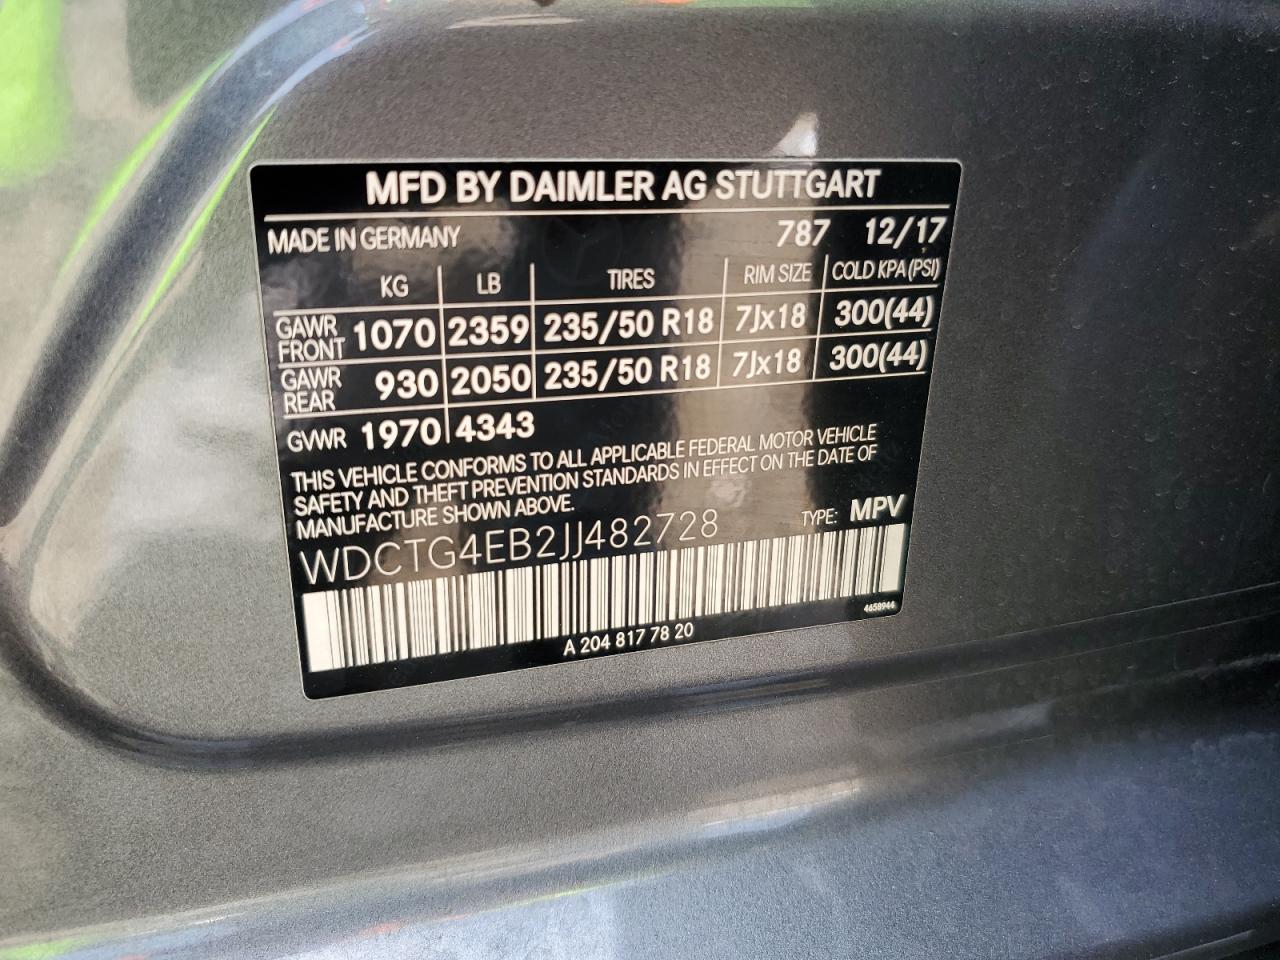 MFD BY DAIMLER AG STUTTGART
MADE IN GERMANY 787 12/17
KG LB TIRES RIM SIZE COLD KPA (PSI)
GAWR FRONT 1070 2359 235/50 R18 7Jx18 300(44)
GAWR REAR 930 2050 235/50 R18 7Jx18 300(44)
GVWR 1970 4343
THIS VEHICLE CONFORMS TO ALL APPLICABLE FEDERAL MOTOR VEHICLE
SAFETY AND THEFT PREVENTION STANDARDS IN EFFECT ON THE DATE OF
MANUFACTURE SHOWN ABOVE.
WDCTG4EB2JJ482728 TYPE: MPV
4658944
A 204 817 78 20